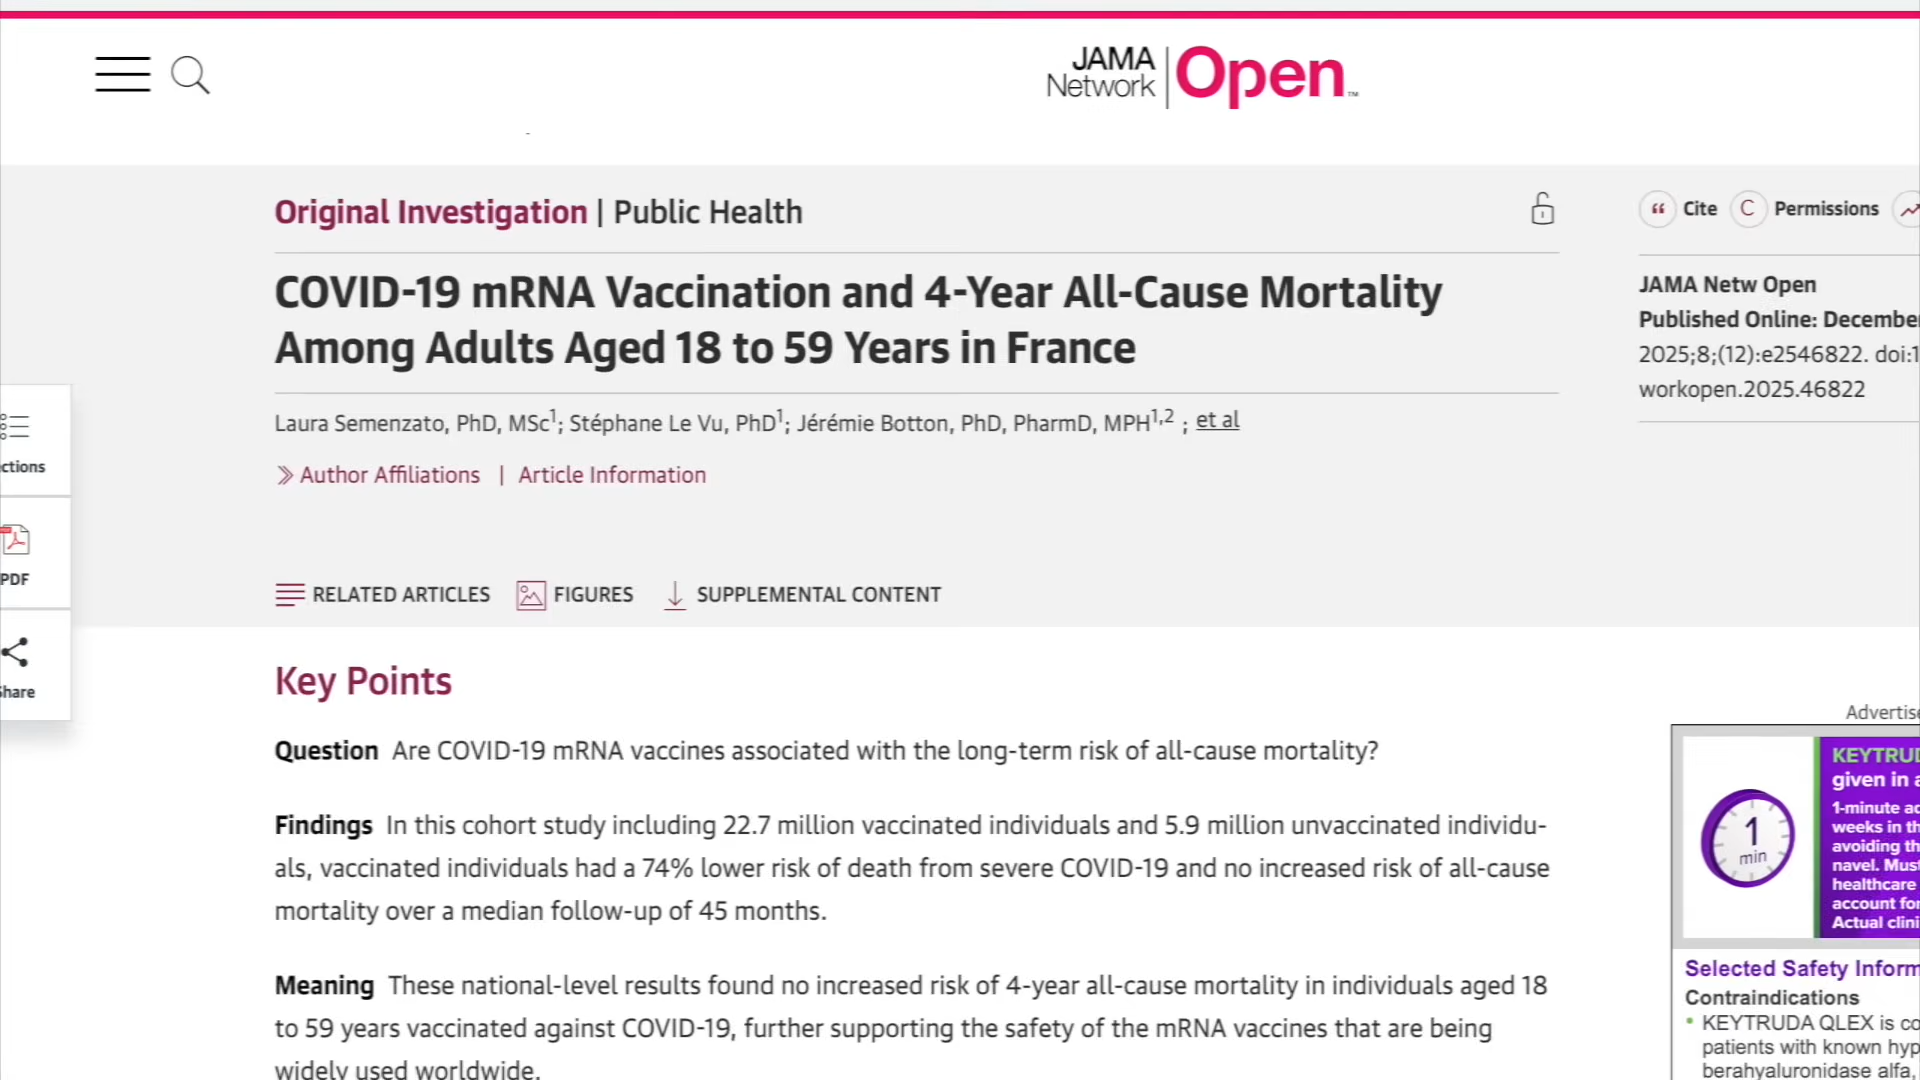 JAMA
Network
Open™
Original Investigation | Public Health
COVID-19 mRNA Vaccination and 4-Year All-Cause Mortality
Among Adults Aged 18 to 59 Years in France
Laura Semenzato, PhD, MSc1; Stéphane Le Vu, PhD1; Jérémie Botton, PhD, PharmD, MPH1,2 ; et al
Author Affiliations | Article Information
RELATED ARTICLES FIGURES SUPPLEMENTAL CONTENT
Key Points
Question Are COVID-19 mRNA vaccines associated with the long-term risk of all-cause mortality?
Findings In this cohort study including 22.7 million vaccinated individuals and 5.9 million unvaccinated individu-
als, vaccinated individuals had a 74% lower risk of death from severe COVID-19 and no increased risk of all-cause
mortality over a median follow-up of 45 months.
Meaning These national-level results found no increased risk of 4-year all-cause mortality in individuals aged 18
to 59 years vaccinated against COVID-19, further supporting the safety of the mRNA vaccines that are being
widely used worldwide.
Cite C Permissions
JAMA Netw Open
Published Online: December
2025;8;(12):e2546822. doi:1
workopen.2025.46822
ctions
PDF
Share
Advertise
1
min
KEYTRUD
given in a
1-minute ad
weeks in th
avoiding th
navel. Must
healthcare
account for
Actual clini
Selected Safety Inform
Contraindications
• KEYTRUDA QLEX is co
patients with known hyp
berahyaluronidase alfa,